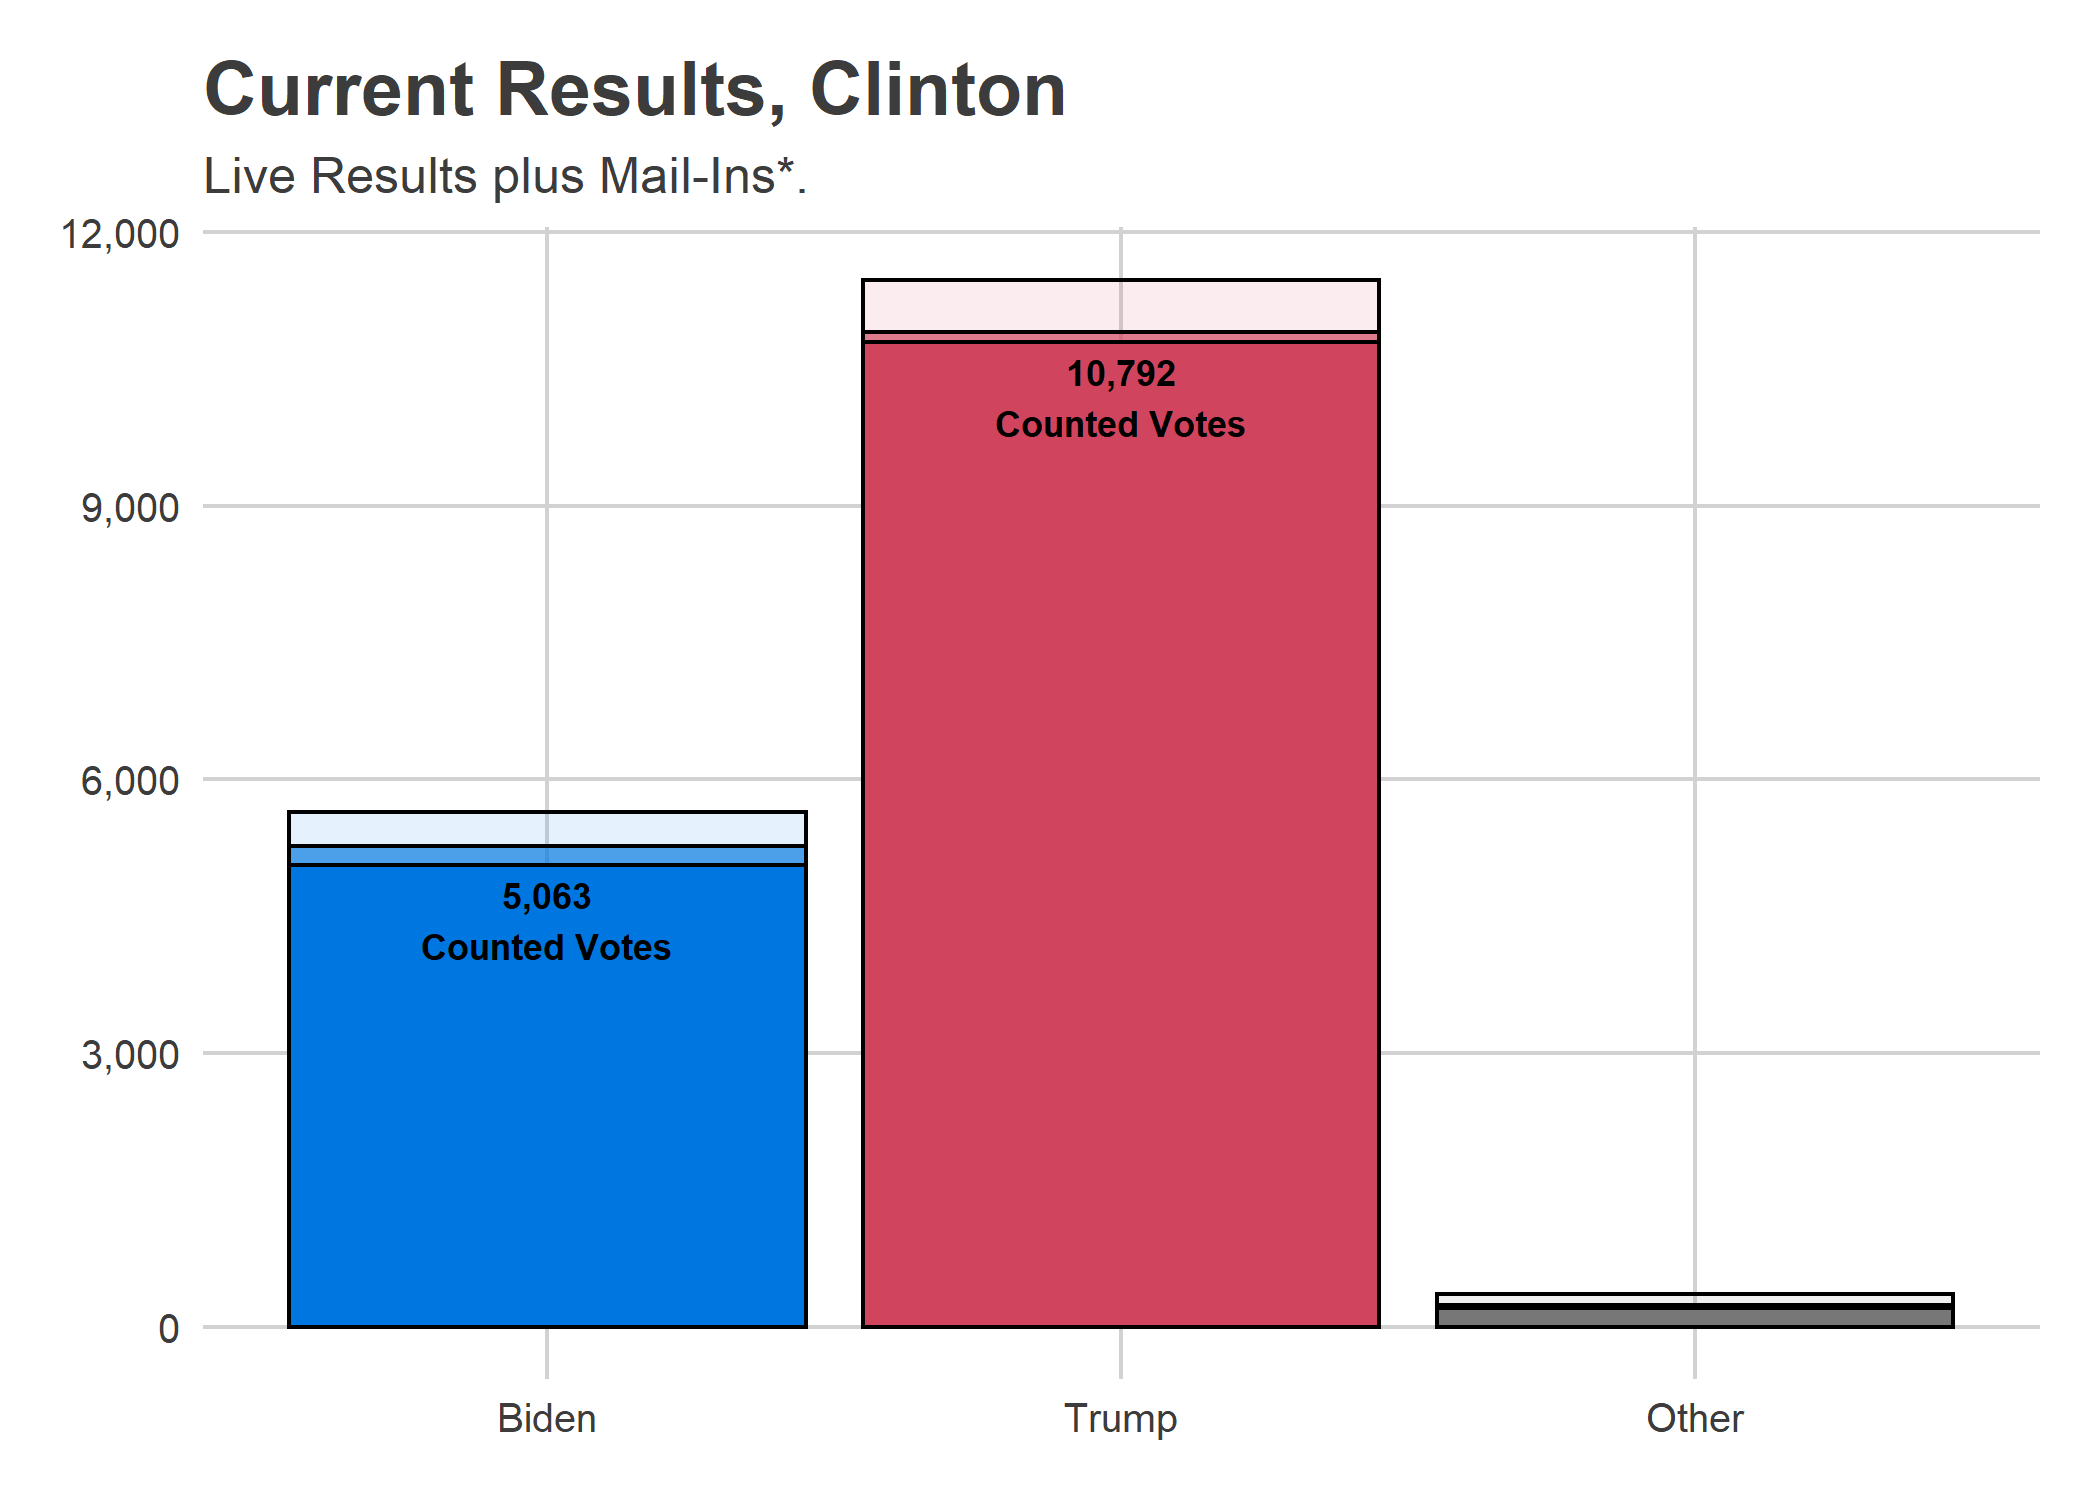 Current Results, Clinton
Live Results plus Mail-Ins*.
12,000
9,000
6,000
3,000
0
10,792
Counted Votes
5,063
Counted Votes
Biden
Trump
Other